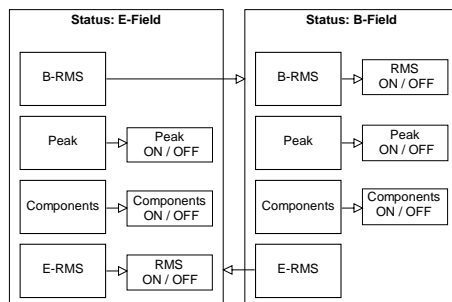 Status: E-Field
B-RMS
Peak
Peak
ON / OFF
Components
Components
ON / OFF
E-RMS
RMS
ON / OFF
Status: B-Field
B-RMS
RMS
ON / OFF
Peak
Peak
ON / OFF
Components
Components
ON / OFF
E-RMS